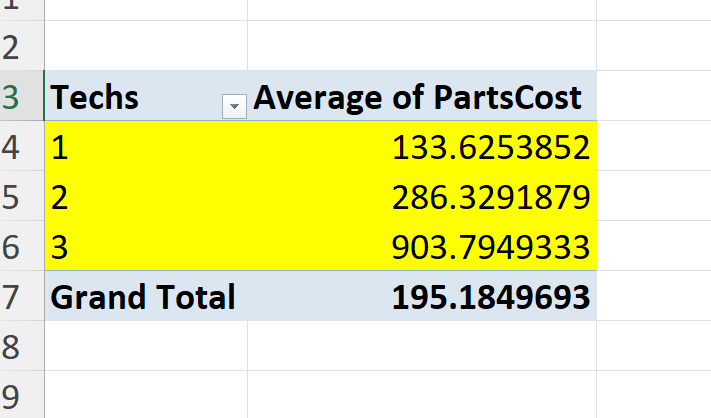 1
2
3 Techs Average of PartsCost
4 1 133.6253852
5 2 286.3291879
6 3 903.7949333
7 Grand Total 195.1849693
8
9